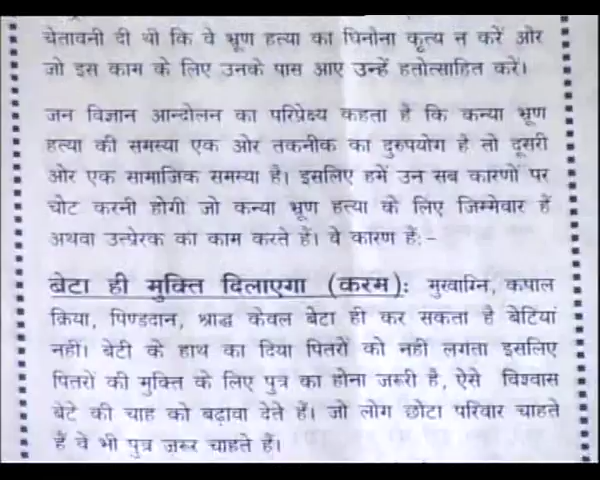 चेतावनी दी थी कि वे भ्रूण हत्या का घिनोना कृत्य न करें और
जो इस काम के लिए उनके पास आए उन्हें हतोत्साहित करें।
जन विज्ञान आन्दोलन का परिप्रेक्ष्य कहता है कि कन्या भ्रूण
हत्या की समस्या एक ओर तकनीक का दुरुपयोग है तो दूसरी
ओर एक सामाजिक समस्या है। इसलिए हमें उन सब कारणों पर
चोट करनी होगी जो कन्या भ्रूण हत्या के लिए जिम्मेवार हैं
अथवा उत्प्रेरक का काम करते हैं। वे कारण हैं:-
बेटा ही मुक्ति दिलाएगा (करम): मुखाग्नि, कपाल
क्रिया, पिण्डदान, श्राद्ध केवल बेटा ही कर सकता है बेटियां
नहीं। बेटी के हाथ का दिया पितरों को नहीं लगता इसलिए
पितरों की मुक्ति के लिए पुत्र का होना जरूरी है, ऐसे विश्वास
बेटे की चाह को बढ़ावा देते हैं। जो लोग छोटा परिवार चाहते
हैं वे भी पुत्र जरूर चाहते हैं।